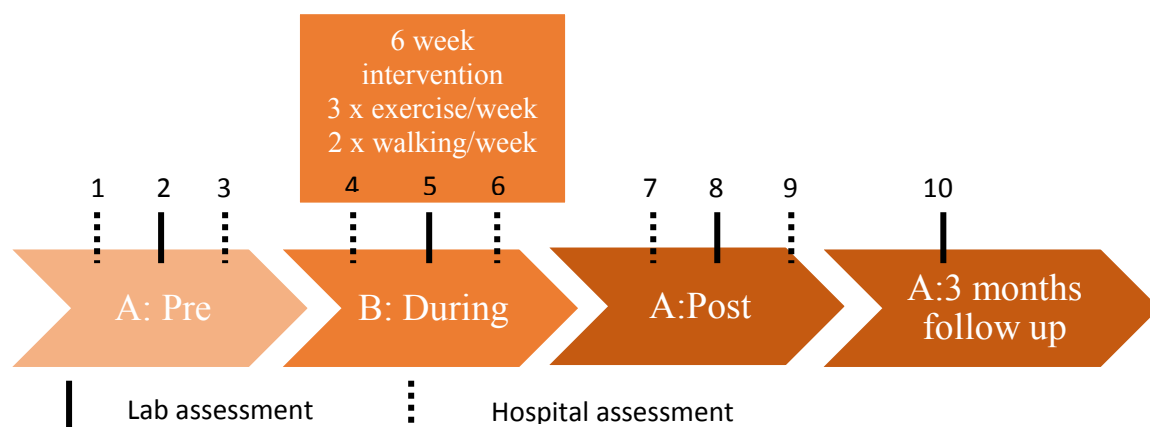 6 week
intervention
3 x exercise/week
2 x walking/week
1 2 3 4 5 6 7 8 9 10
A: Pre
B: During
A:Post
A:3 months
follow up
Lab assessment
Hospital assessment